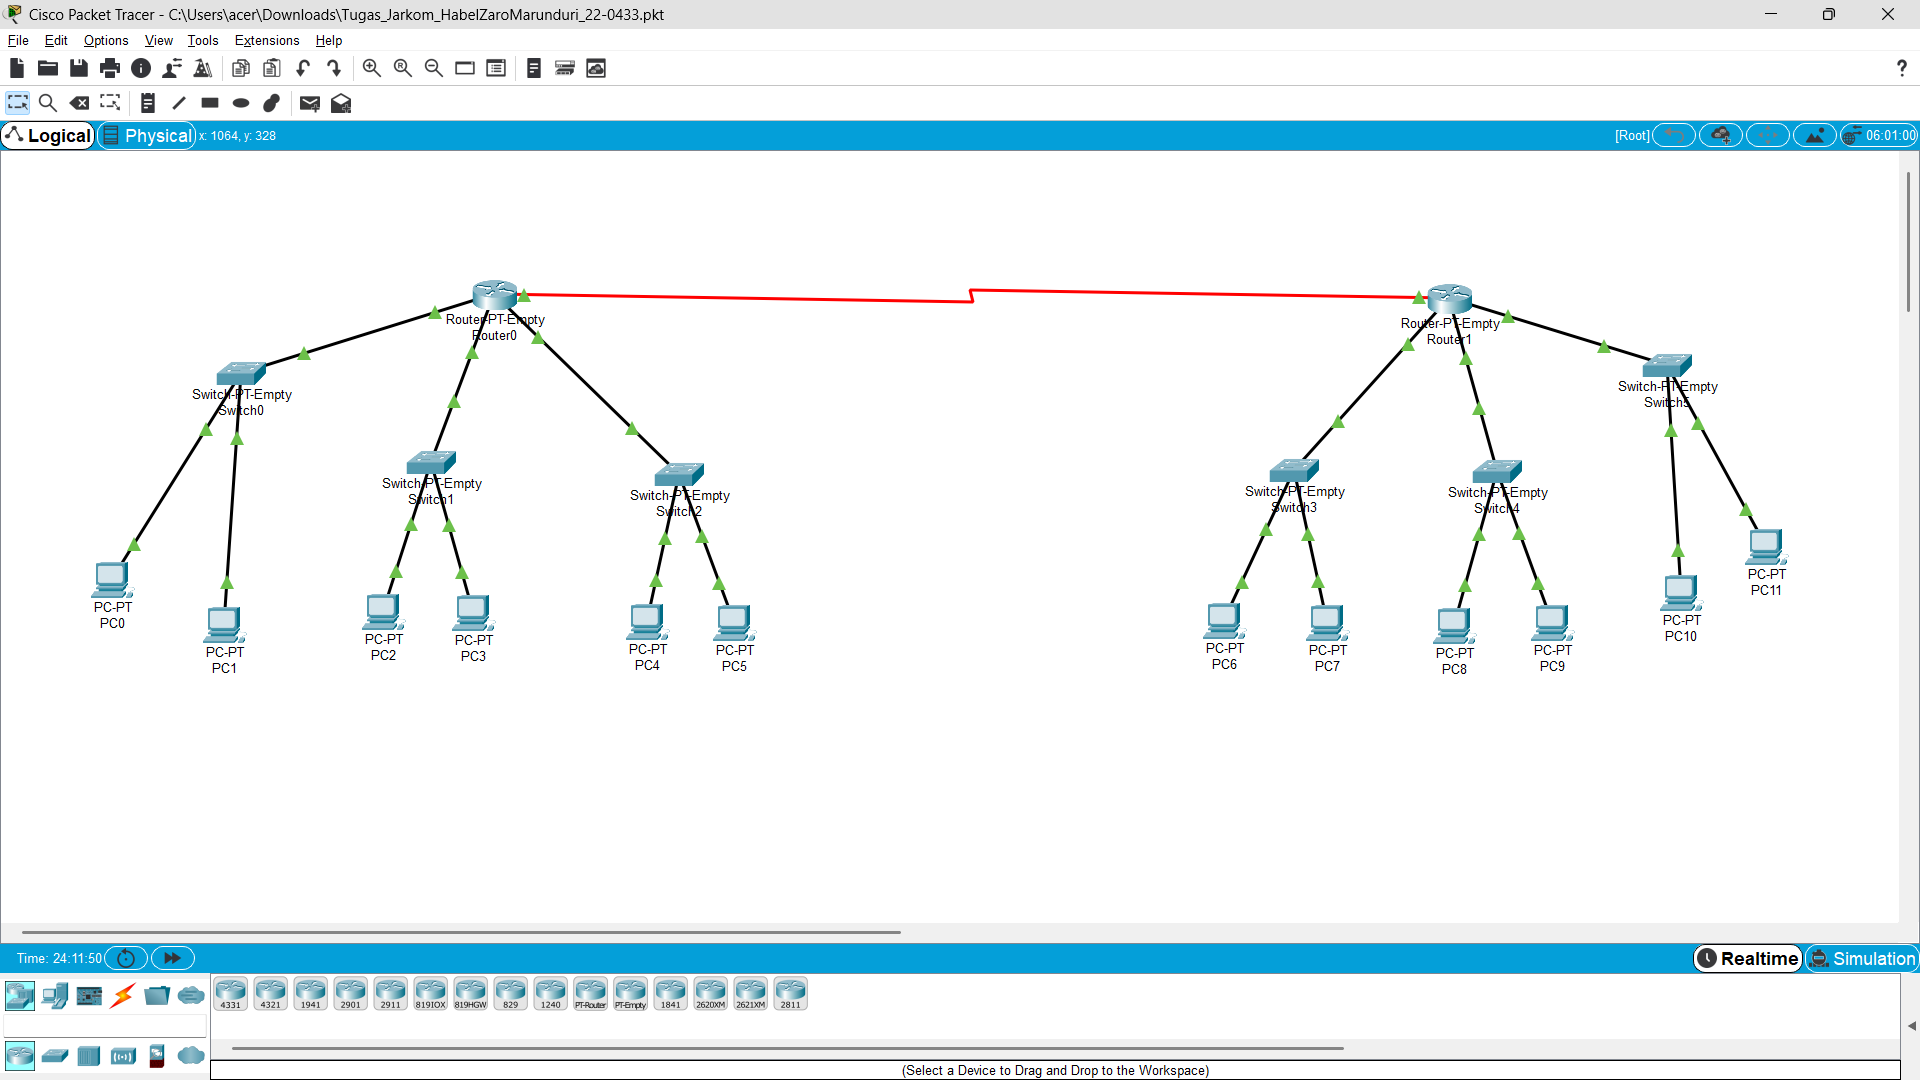 Cisco Packet Tracer - C:\Users\acer\Downloads\Tugas_Jarkom_HabelZaroMarunduri_22-0433.pkt
File Edit Options View Tools Extensions Help
?
Logical Physical x: 1064, y: 328 [Root] 06:01:00
Router-PT-Empty
Router0
Router-PT-Empty
Router1
Switch-PT-Empty
Switch0
Switch-PT-Empty
Switch5
Switch-PT-Empty
Switch1
Switch-PT-Empty
Switch2
Switch-PT-Empty
Switch3
Switch-PT-Empty
Switch4
PC-PT
PC0
PC-PT
PC1
PC-PT
PC2
PC-PT
PC3
PC-PT
PC4
PC-PT
PC5
PC-PT
PC6
PC-PT
PC7
PC-PT
PC8
PC-PT
PC9
PC-PT
PC10
PC-PT
PC11
Time: 24:11:50 Realtime Simulation
4331 4321 1941 2901 2911 819IOX 819HGW 829 1240 PT-Router PT-Empty 1841 2620XM 2621XM 2811
(Select a Device to Drag and Drop to the Workspace)